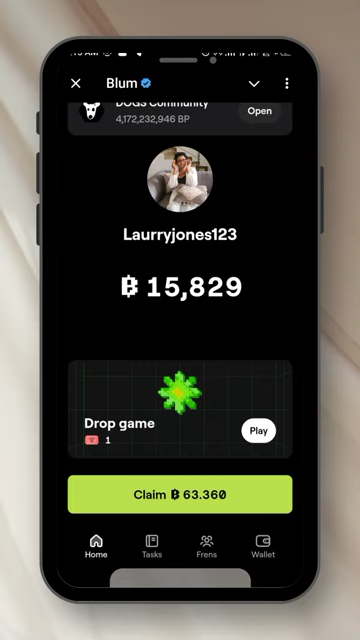 Blum
DOGS Community
4,172,232,946 BP
Open
Laurryjones123
15,829
Drop game
1
Play
Claim 63.360
Home
Tasks
Frens
Wallet